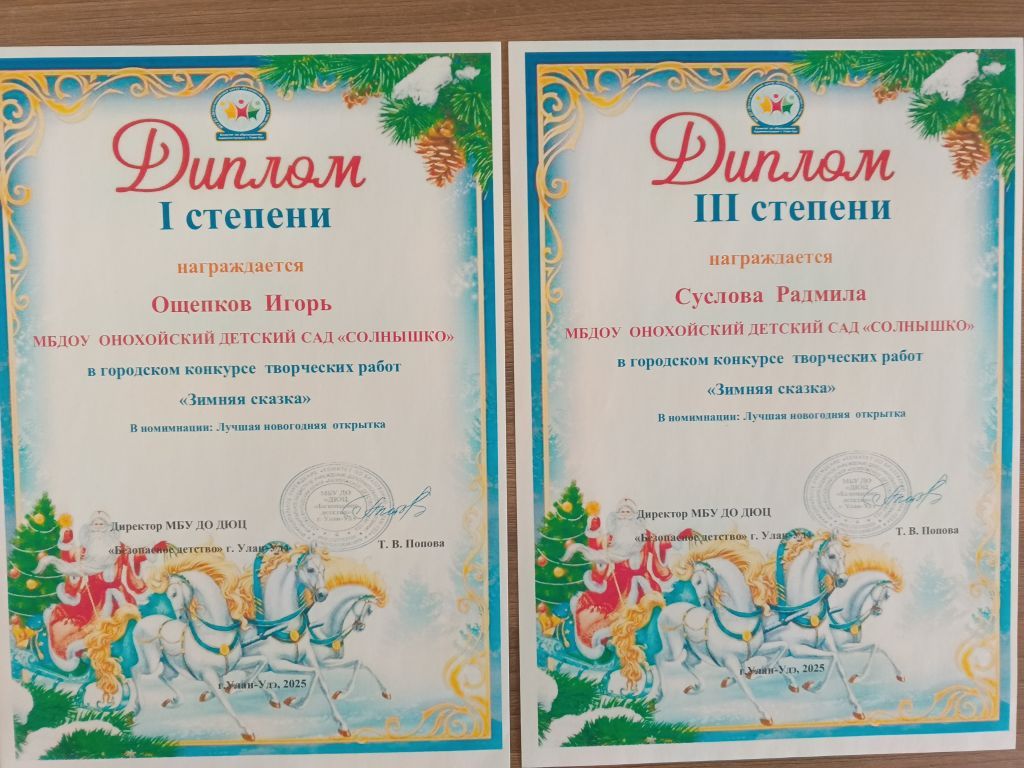 Диплом
I степени
награждается
Ощепков Игорь
МБДОУ ОНОХОЙСКИЙ ДЕТСКИЙ САД «СОЛНЫШКО»
в городском конкурсе творческих работ
«Зимняя сказка»
В номимнации: Лучшая новогодняя открытка
Директор МБУ ДО ДЮЦ
«Безопасное детство» г. Улан-Удэ
Т. В. Попова
г.Улан-Удэ, 2025
Диплом
III степени
награждается
Суслова Радмила
МБДОУ ОНОХОЙСКИЙ ДЕТСКИЙ САД «СОЛНЫШКО»
в городском конкурсе творческих работ
«Зимняя сказка»
В номимнации: Лучшая новогодняя открытка
Директор МБУ ДО ДЮЦ
«Безопасное детство» г. Улан-Удэ
Т. В. Попова
г.Улан-Удэ, 2025